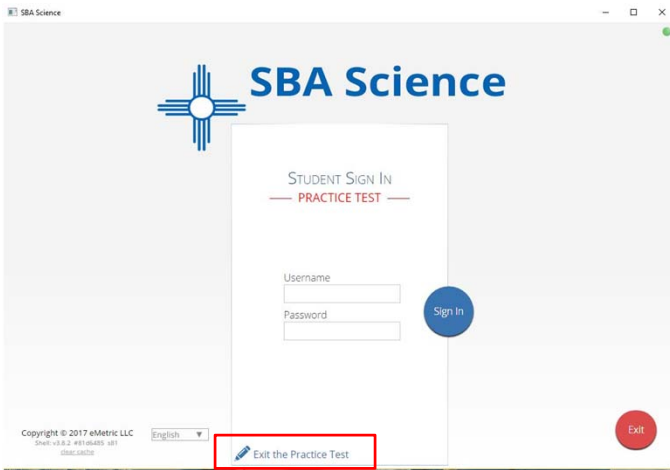 SBA Science
SBA Science
STUDENT SIGN IN
PRACTICE TEST
Username
Password
Sign In
Copyright © 2017 eMetric LLC
English
Exit
clear cache
Exit the Practice Test